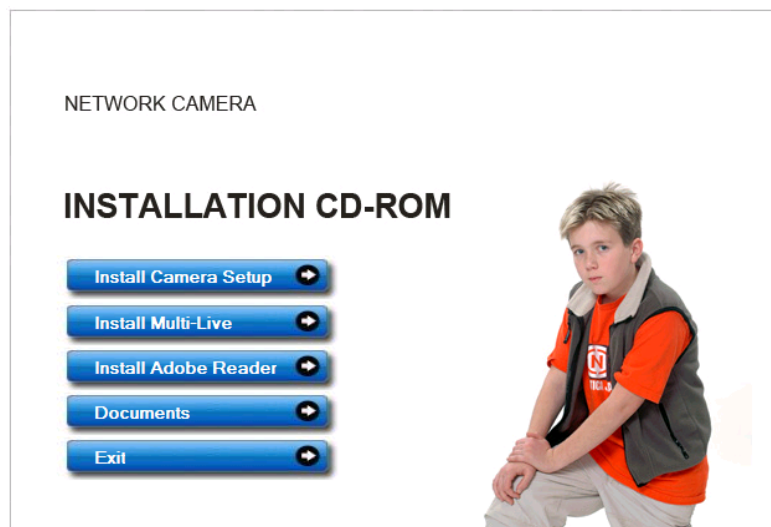 NETWORK CAMERA
INSTALLATION CD-ROM
Install Camera Setup
Install Multi-Live
Install Adobe Reader
Documents
Exit
N